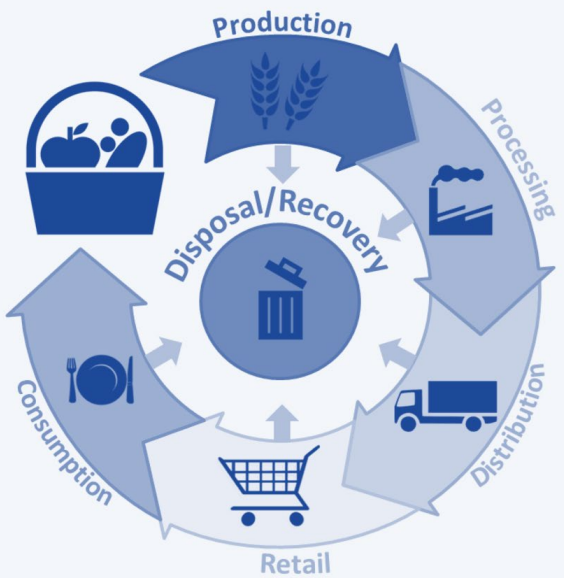 Production
Processing
Disposal/Recovery
Distribution
Consumption
Retail